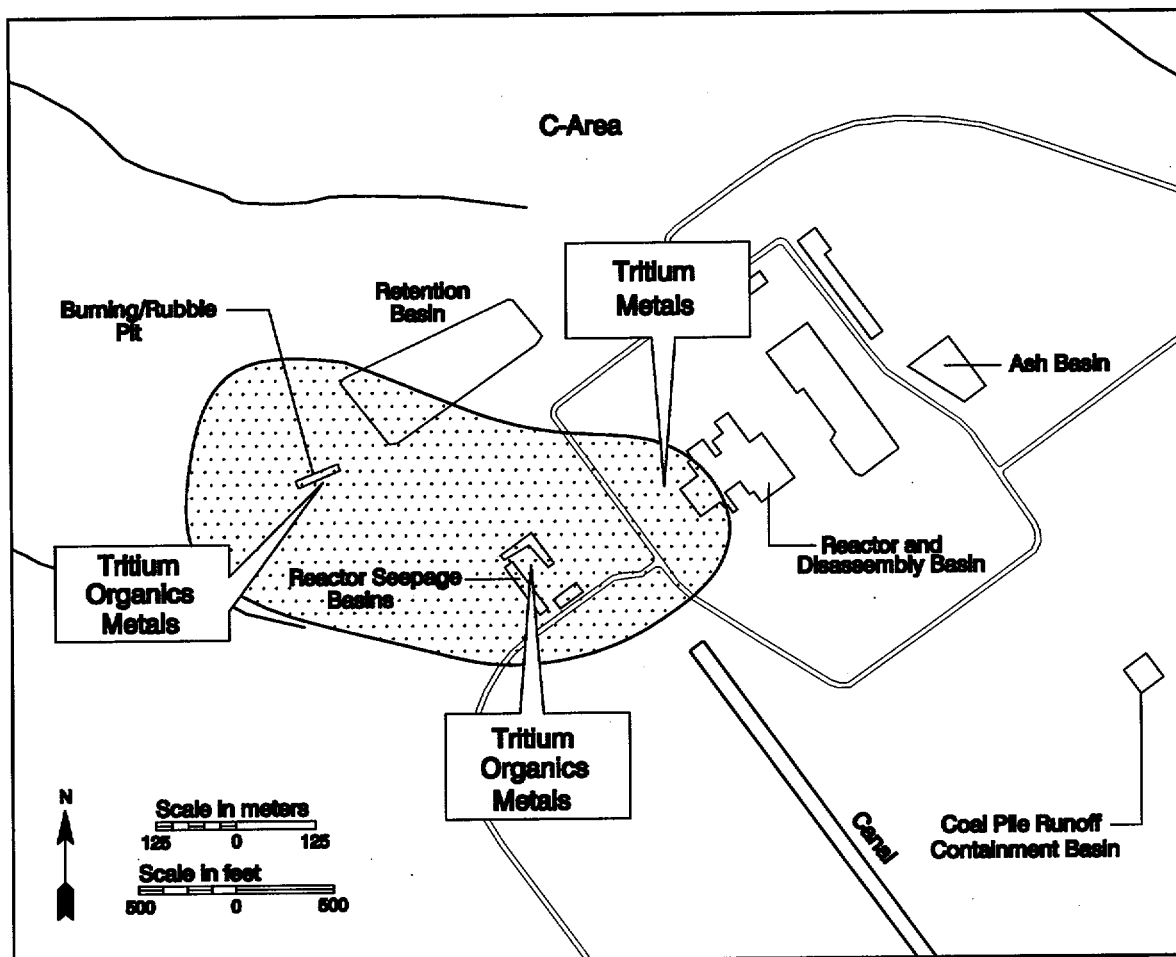 C-Area
Tritium
Metals
Retention
Basin
Burning/Rubble
Pit
Ash Basin
Tritium
Organics
Metals
Reactor Seepage
Basins
Reactor and
Disassembly Basin
Tritium
Organics
Metals
N
Scale in meters
125 0 125
Scale in feet
500 0 500
Canal
Coal Pile Runoff
Containment Basin